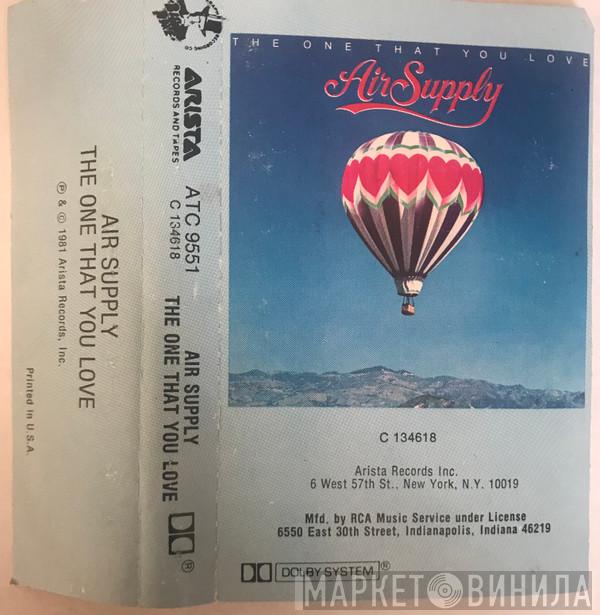 THE ONE THAT YOU LOVE
Air Supply
C 134618
Arista Records Inc.
6 West 57th St., New York, N.Y. 10019
Mfd. by RCA Music Service under License
6550 East 30th Street, Indianapolis, Indiana 46219
DOLBY SYSTEM ®
ARISTA
RECORDS AND TAPES
ATC 9551
C 134618
AIR SUPPLY
THE ONE THAT YOU LOVE
®
AIR SUPPLY
THE ONE THAT YOU LOVE
℗ & © 1981 Arista Records, Inc.
Printed in U.S.A.
МАРКЕТ ВИНИЛА